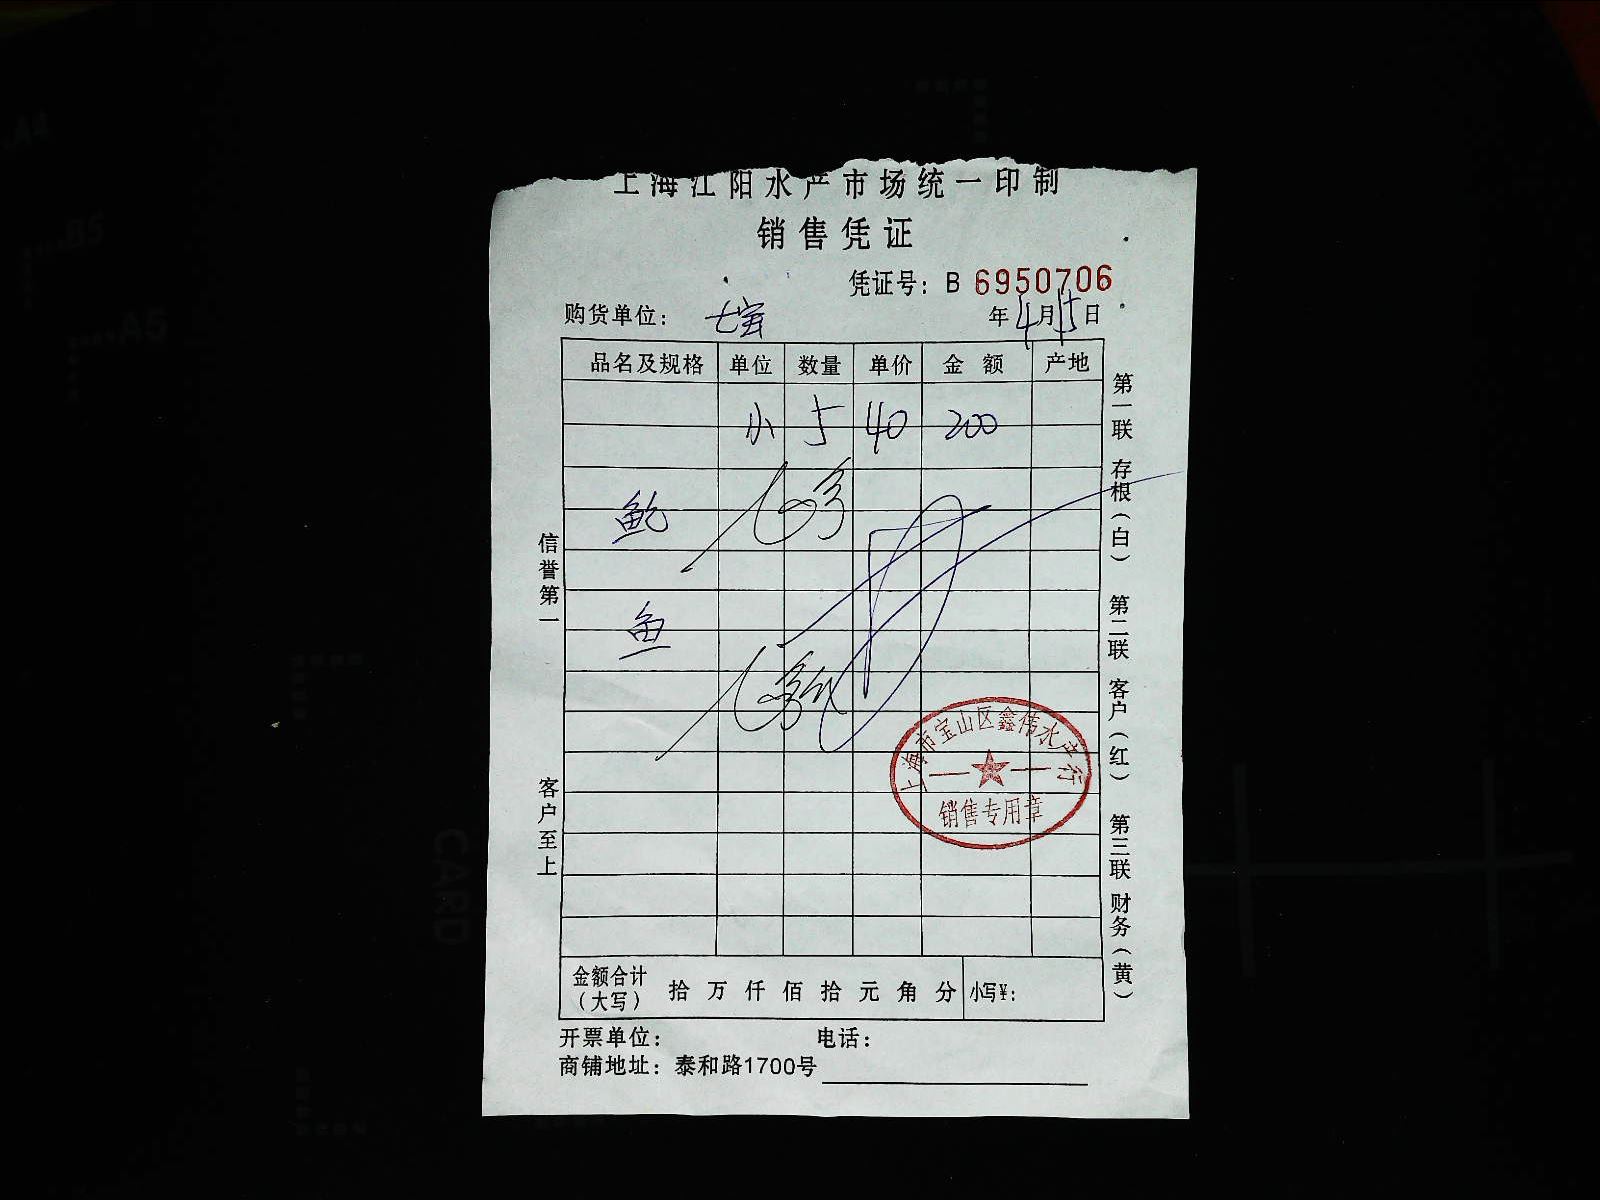 上海江阳水产市场统一印制
销售凭证
凭证号：B 6950706
购货单位：七宝 年4月15日
品名及规格 单位 数量 单价 金额 产地
小 5 40 200
鲍
鱼
信誉第一
客户至上
第一联 存根（白） 第二联 客户（红） 第三联 财务（黄）
上海市宝山区鑫伟水产行
销售专用章
金额合计（大写） 拾万仟佰拾元角分 小写¥：
开票单位： 电话：
商铺地址：泰和路1700号